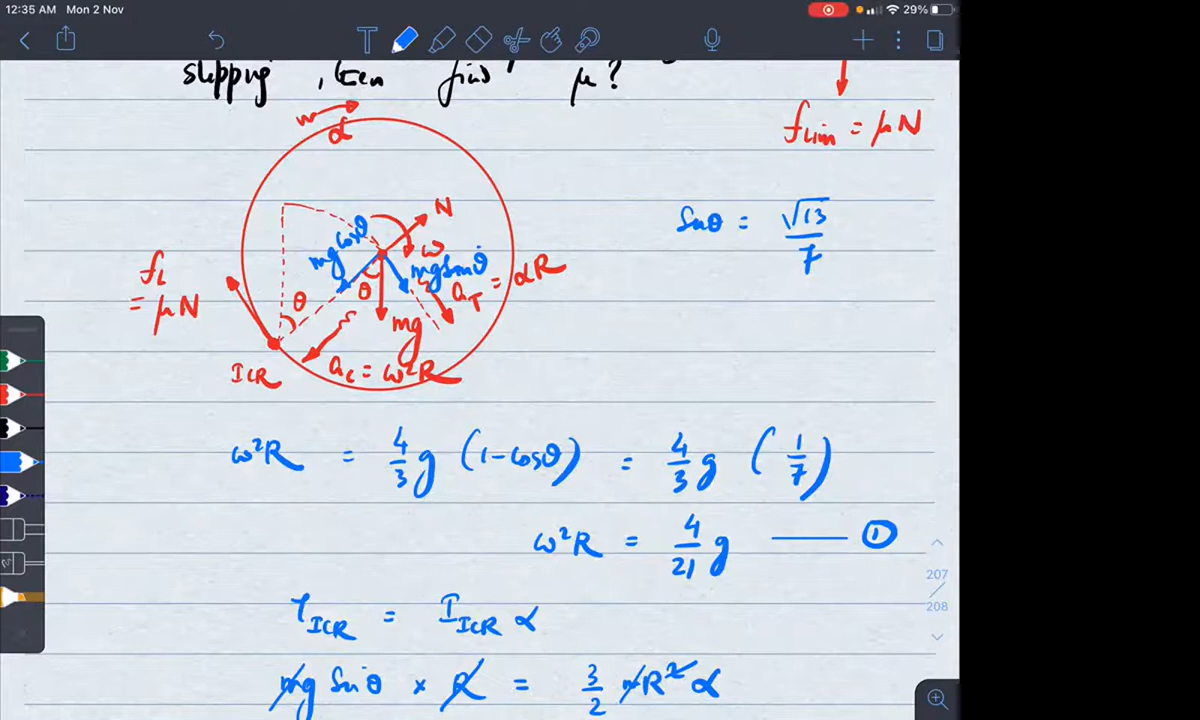 12:35 AM Mon 2 Nov
29%
slipping, then find μ?
f_Lim = μN
ω
α
N
mg cosθ
ω
mg sinθ
a_T = αR
sinθ = √13/7
f_L = μN
θ
θ
mg
ICR
a_c = ω²R
ω²R = 4/3 g (1-cosθ) = 4/3 g (1/7)
ω²R = 4/21 g —— ①
207
/
208
τ_ICR = I_ICR α
mg sinθ × R = 3/2 mR² α